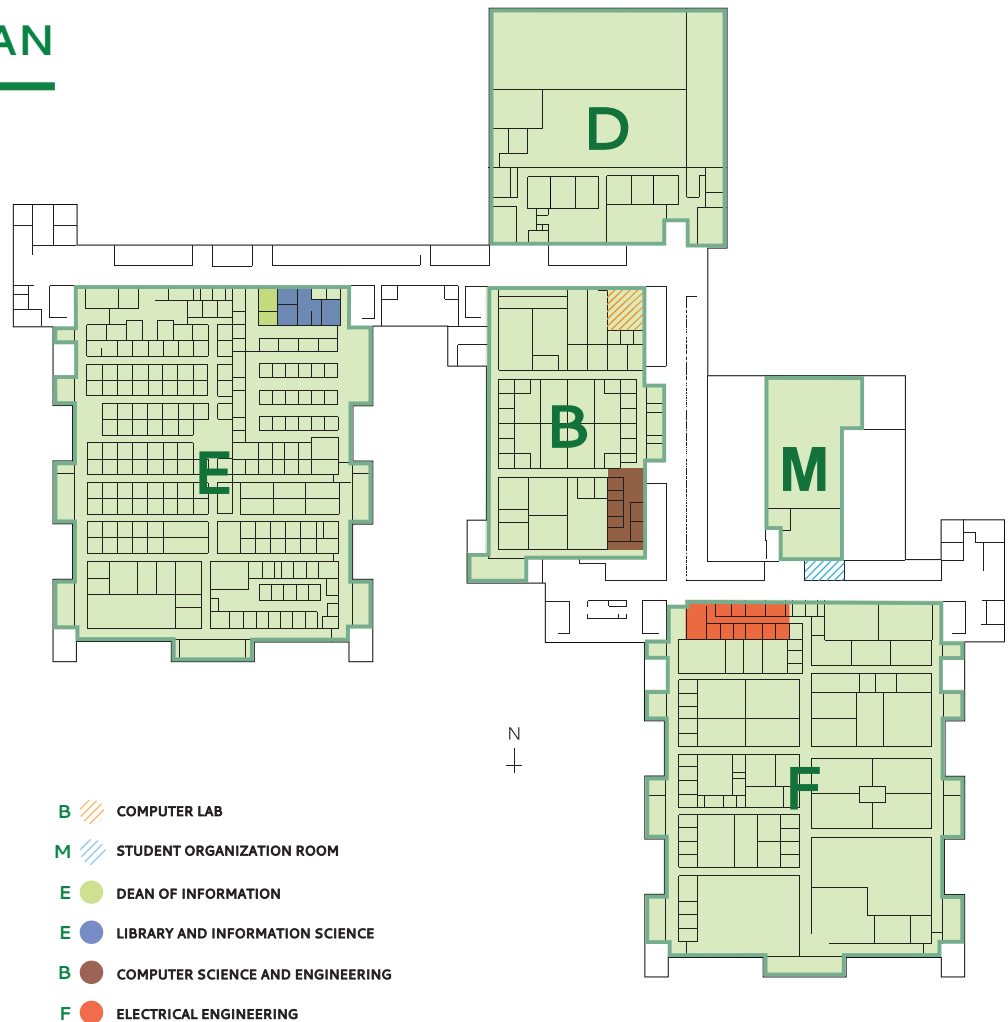 AN
D
B
E
M
F
N
B COMPUTER LAB
M STUDENT ORGANIZATION ROOM
E DEAN OF INFORMATION
E LIBRARY AND INFORMATION SCIENCE
B COMPUTER SCIENCE AND ENGINEERING
F ELECTRICAL ENGINEERING